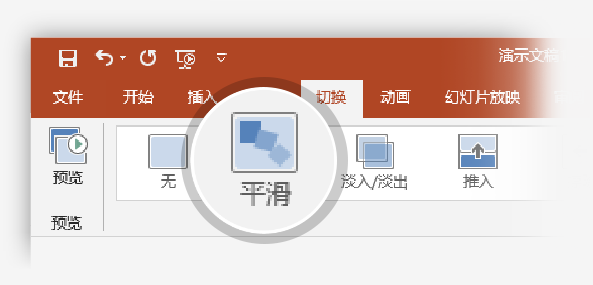 演示文稿
文件 开始 插入 切换 动画 幻灯片放映
无 平滑 淡入/淡出 推入
预览
预览